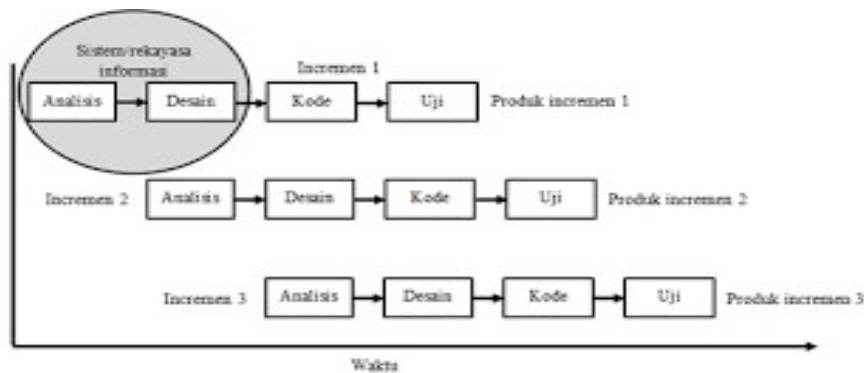 Sistem/rekayasa
informasi
Incremen 1
Analisis Desain Kode Uji Produk incremen 1
Incremen 2 Analisis Desain Kode Uji Produk incremen 2
Incremen 3 Analisis Desain Kode Uji Produk incremen 3
Waktu